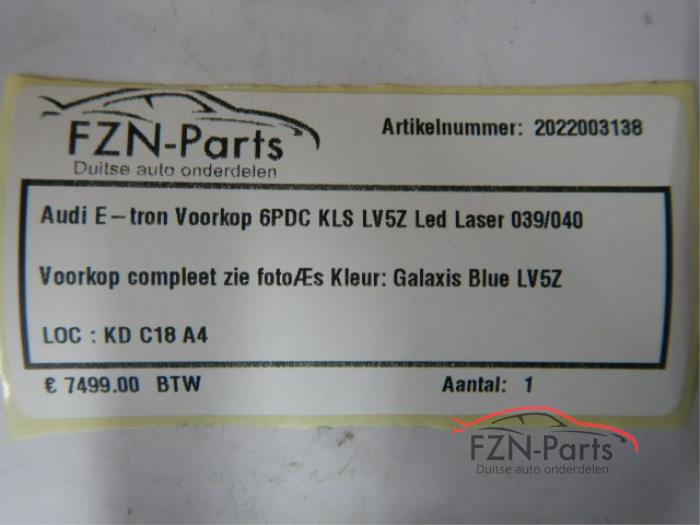 FZN-Parts
Duitse auto onderdelen
Artikelnummer: 2022003138
Audi E-tron Voorkop 6PDC KLS LV5Z Led Laser 039/040
Voorkop compleet zie fotoÆs Kleur: Galaxis Blue LV5Z
LOC : KD C18 A4
€ 7499.00 BTW
Aantal: 1
FZN-Parts
Duitse auto onderdelen